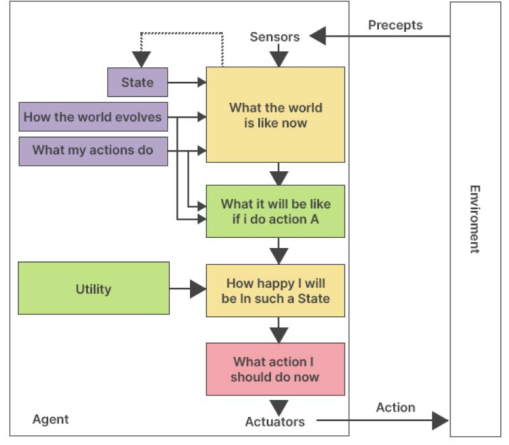 Precepts
Sensors
State
What the world
is like now
How the world evolves
What my actions do
What it will be like
if i do action A
Enviroment
Utility
How happy I will
be In such a State
What action I
should do now
Action
Agent
Actuators